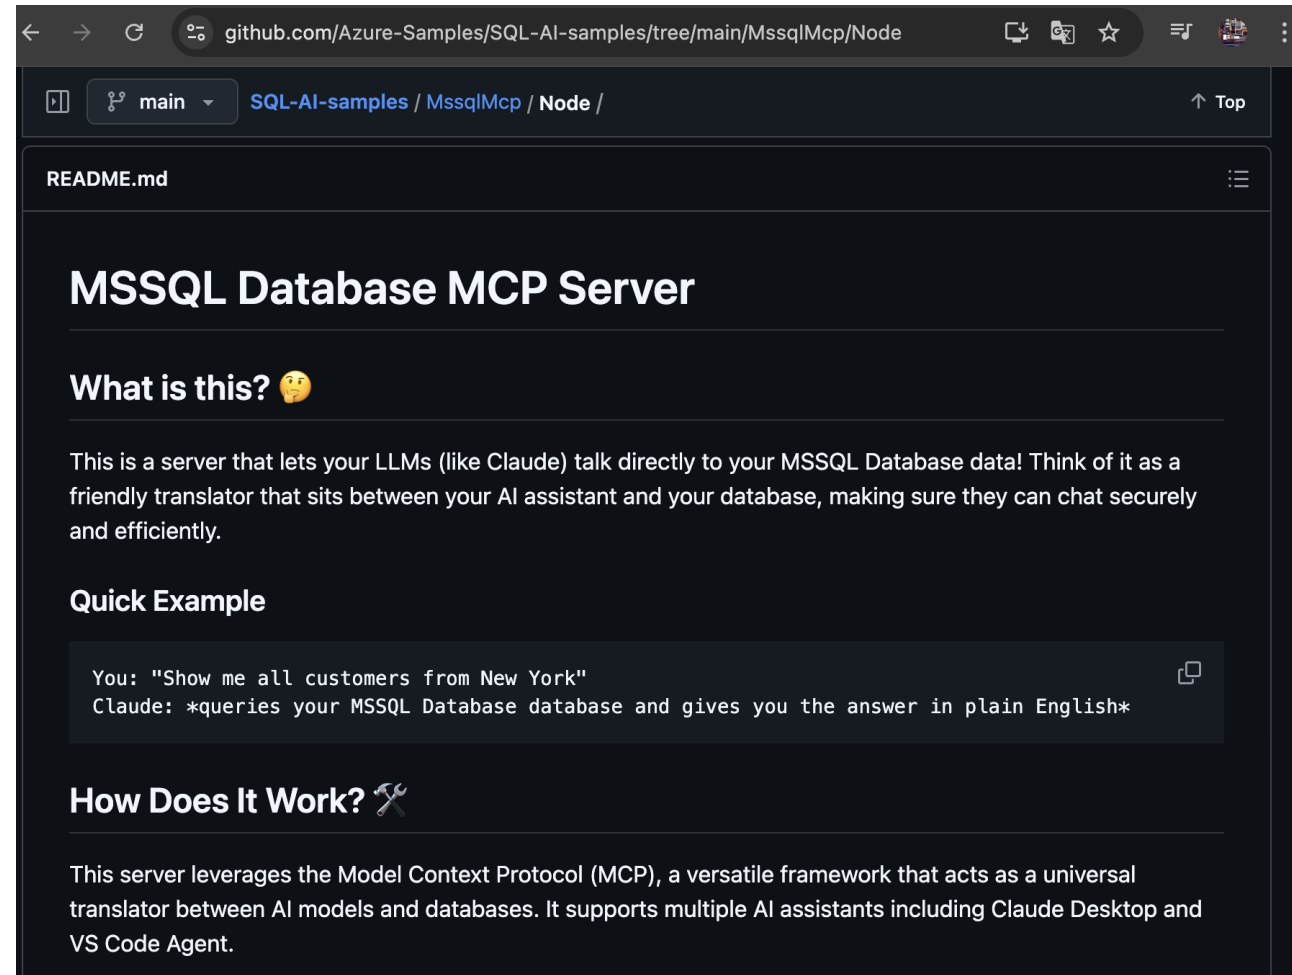 github.com/Azure-Samples/SQL-AI-samples/tree/main/MssqlMcp/Node
main SQL-AI-samples / MssqlMcp / Node / Top
README.md
MSSQL Database MCP Server
What is this? 🤔
This is a server that lets your LLMs (like Claude) talk directly to your MSSQL Database data! Think of it as a
friendly translator that sits between your AI assistant and your database, making sure they can chat securely
and efficiently.
Quick Example
You: "Show me all customers from New York"
Claude: *queries your MSSQL Database database and gives you the answer in plain English*
How Does It Work? 🛠️
This server leverages the Model Context Protocol (MCP), a versatile framework that acts as a universal
translator between AI models and databases. It supports multiple AI assistants including Claude Desktop and
VS Code Agent.